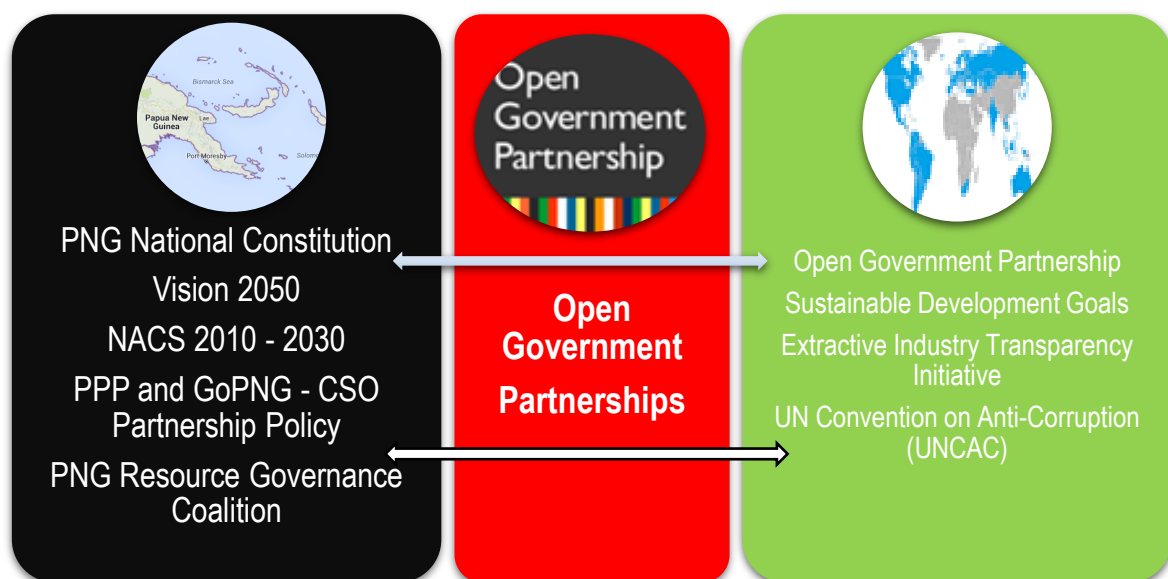 Bismarck Sea
Papua New
Guinea
Lae
Port Moresby
Solomo
PNG National Constitution
Vision 2050
NACS 2010 - 2030
PPP and GoPNG - CSO
Partnership Policy
PNG Resource Governance
Coalition
Open
Government
Partnership
Open
Government
Partnerships
Open Government Partnership
Sustainable Development Goals
Extractive Industry Transparency
Initiative
UN Convention on Anti-Corruption
(UNCAC)